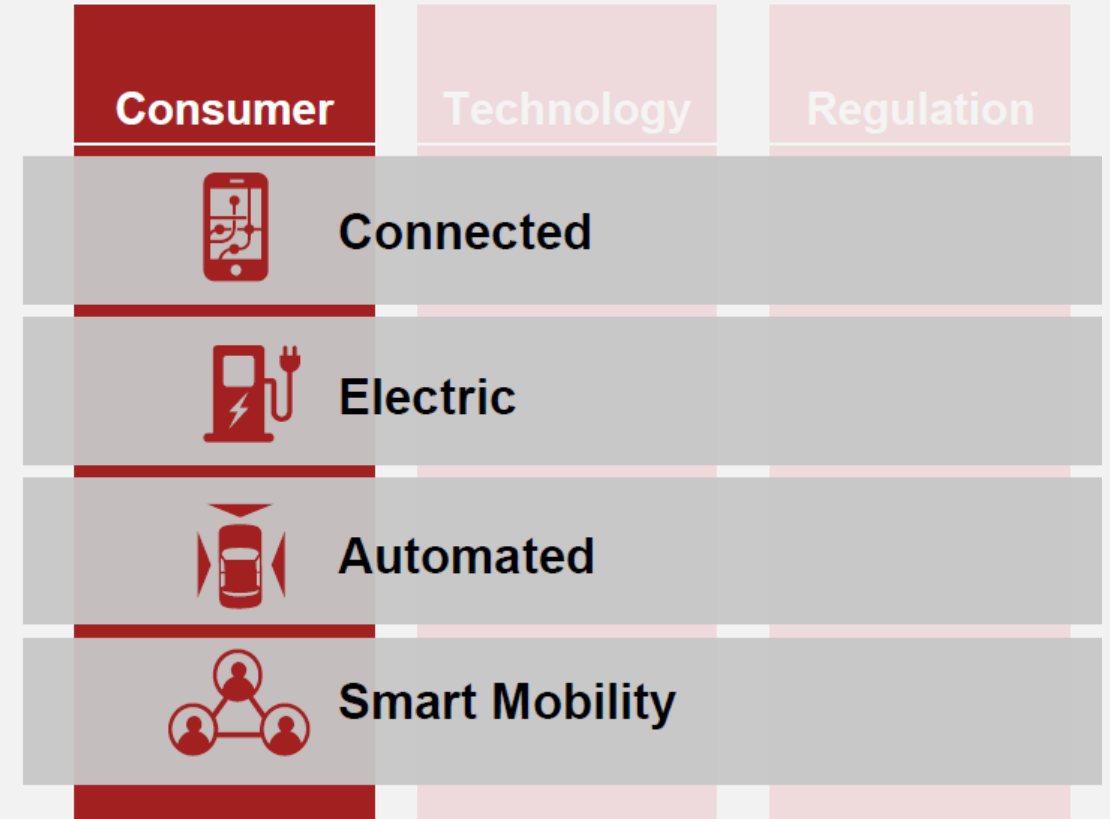 Consumer
Technology
Regulation
Connected
Electric
Automated
Smart Mobility